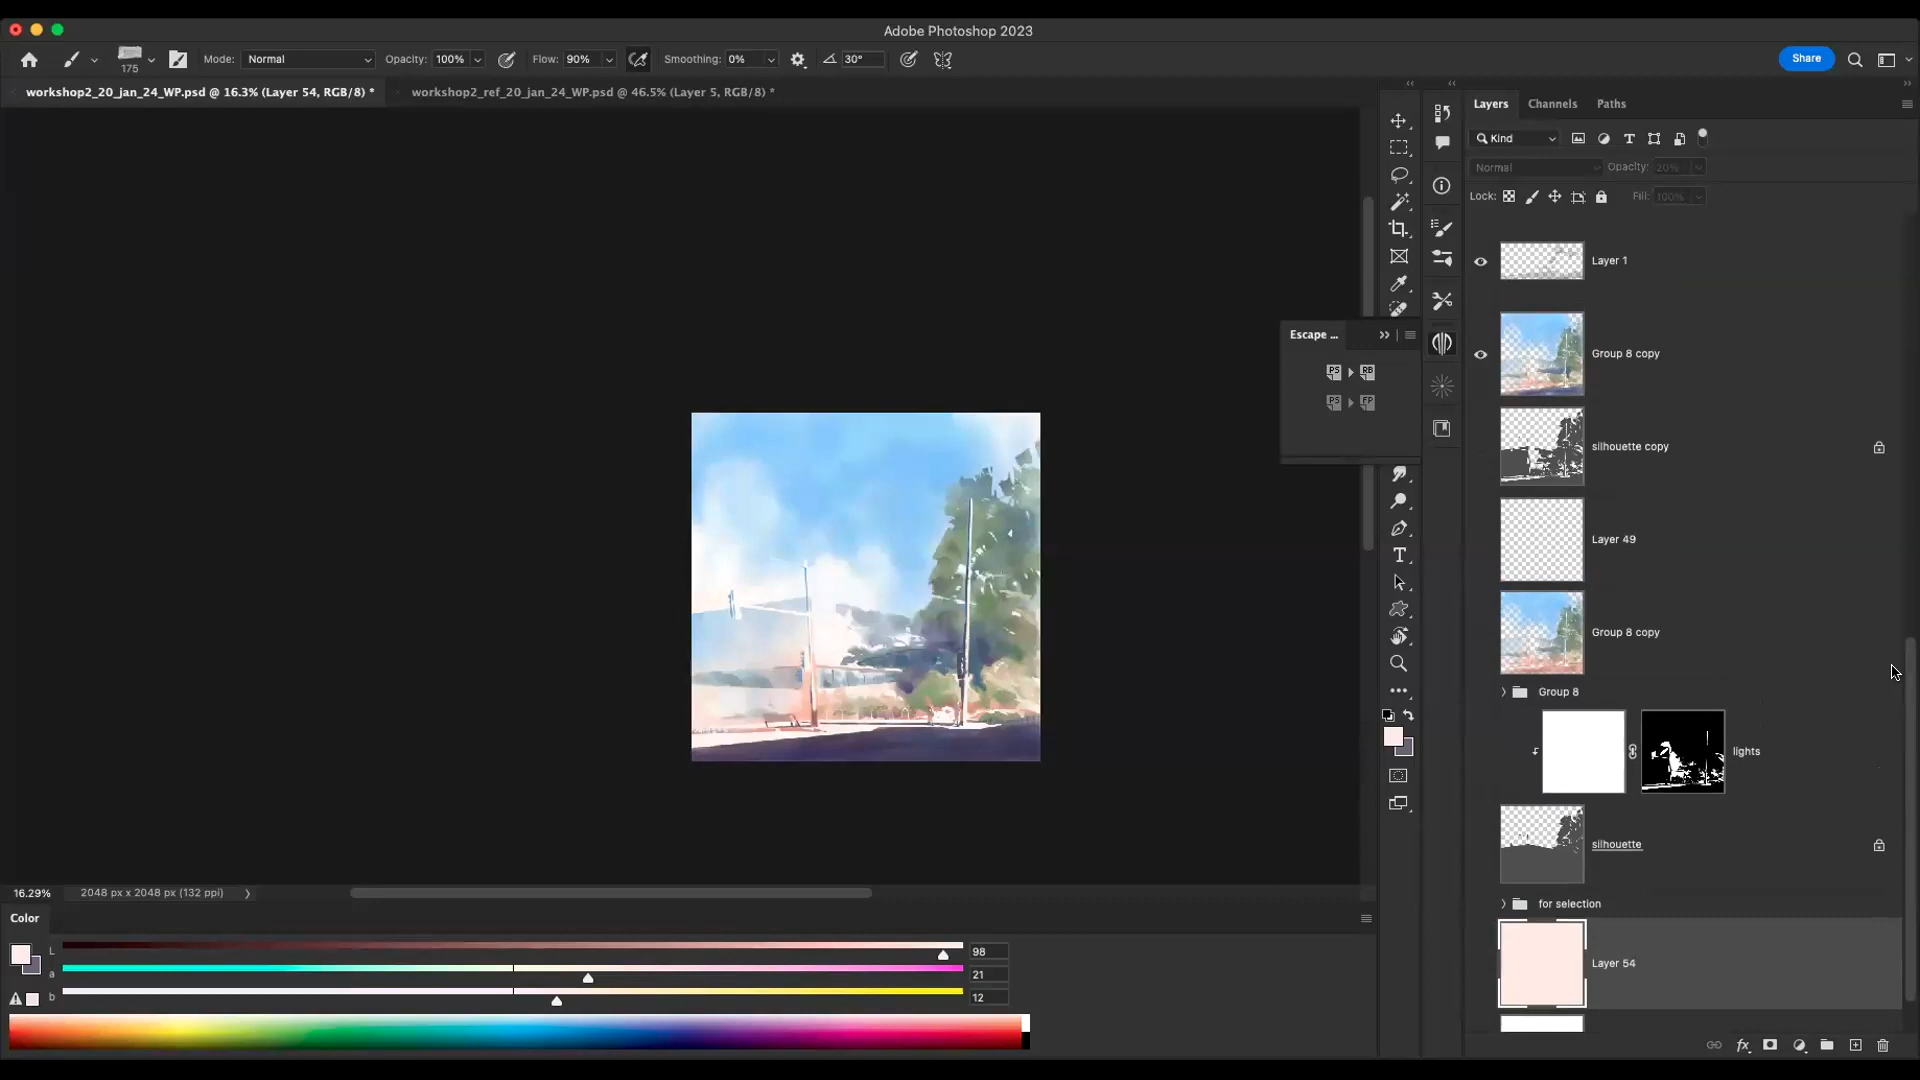 Adobe Photoshop 2023
175
Mode: Normal
Opacity: 100%
Flow: 90%
Smoothing: 0%
30°
Share
workshop2_20_jan_24_WP.psd @ 16.3% (Layer 54, RGB/8) *
workshop2_ref_20_jan_24_WP.psd @ 46.5% (Layer 5, RGB/8) *
Layers
Channels
Paths
Kind
Normal
Opacity: 20%
Lock:
Fill: 100%
Layer 1
Escape ...
PS RB
PS FP
Group 8 copy
silhouette copy
Layer 49
Group 8 copy
Group 8
lights
silhouette
for selection
Layer 54
16.29%
2048 px x 2048 px (132 ppi)
Color
L 98
a 21
b 12
fx